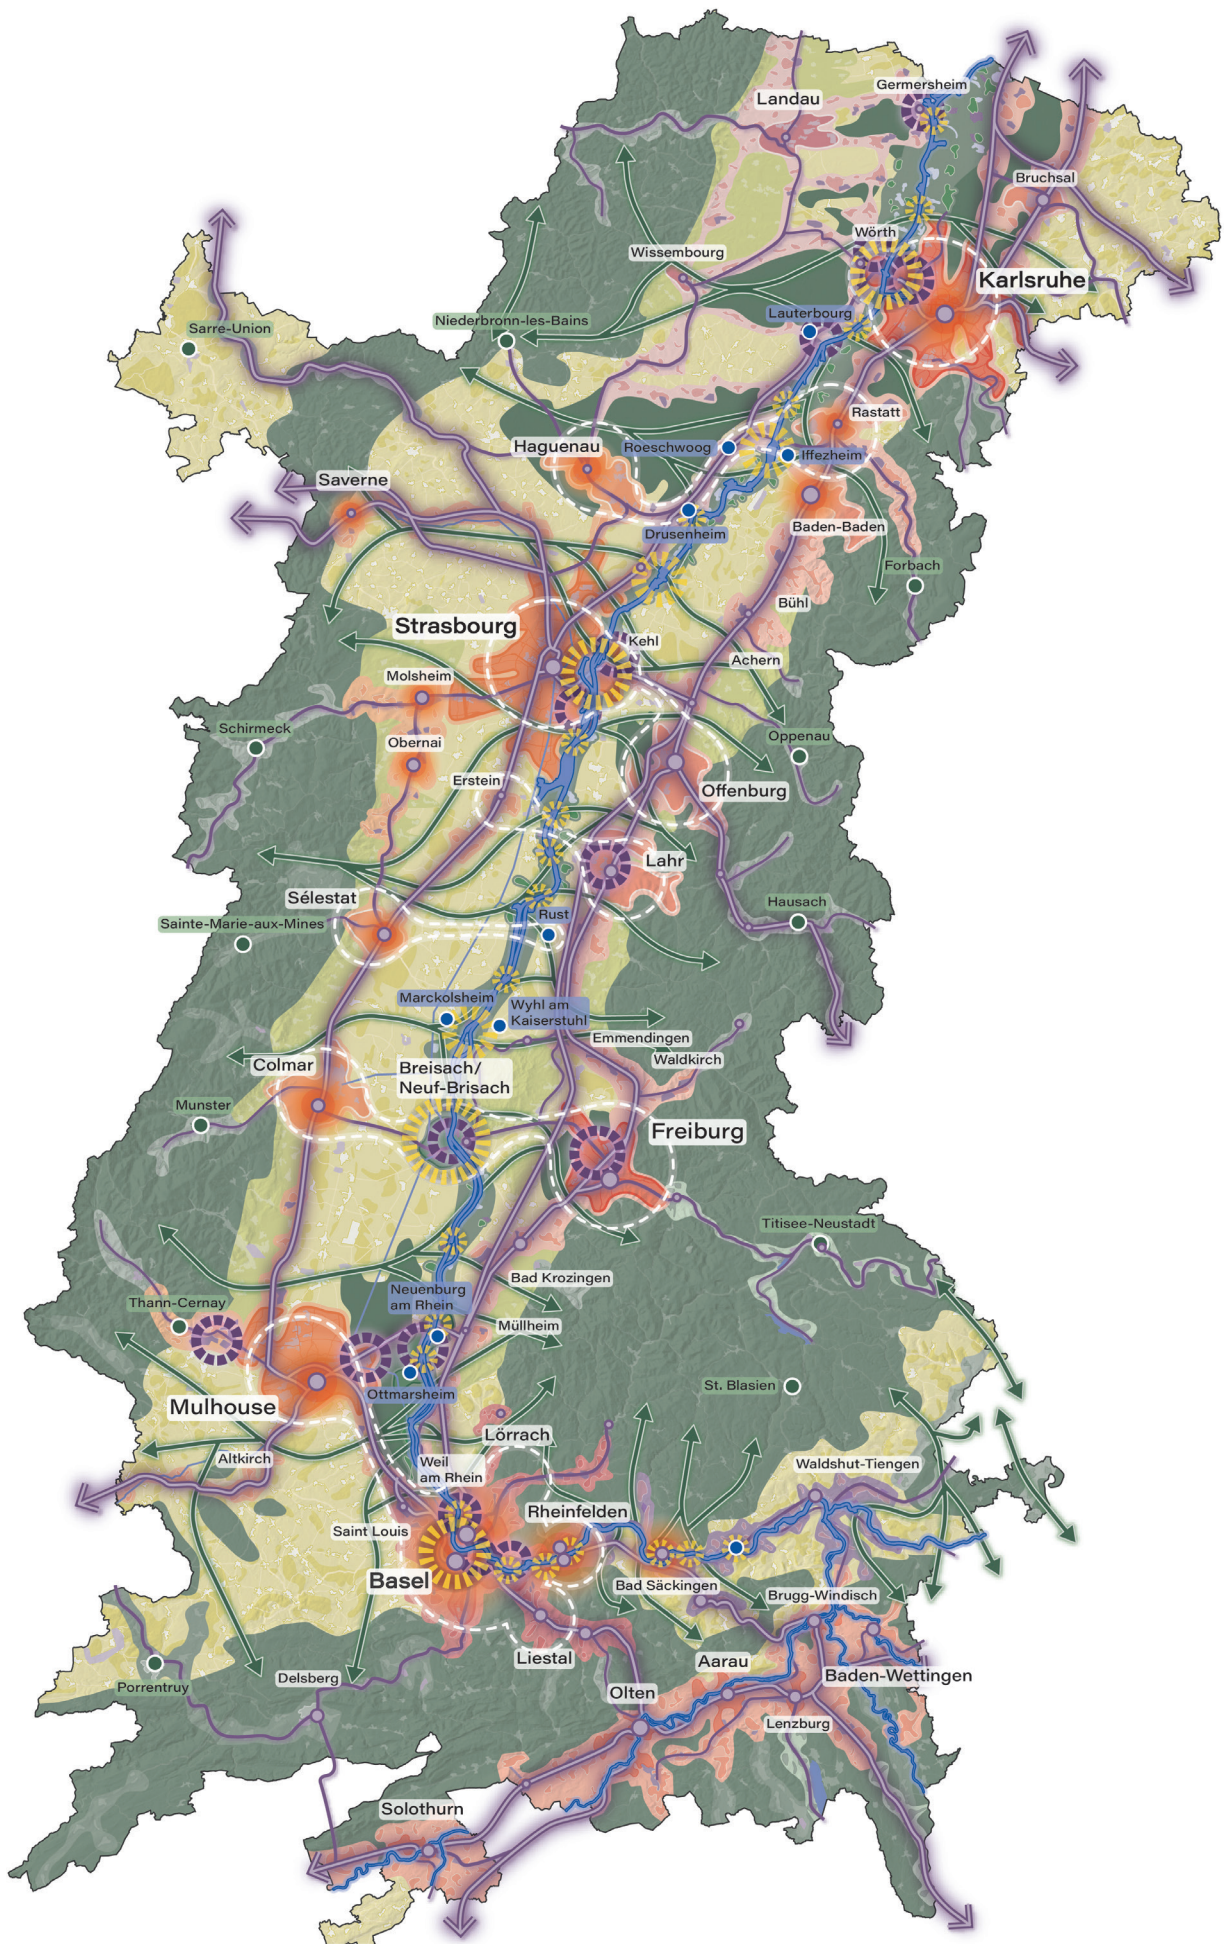 Germersheim
Landau
Bruchsal
Wörth
Wissembourg
Karlsruhe
Lauterbourg
Niederbronn-les-Bains
Sarre-Union
Rastatt
Haguenau
Roeschwoog
Iffezheim
Saverne
Baden-Baden
Drusenheim
Forbach
Bühl
Strasbourg
Kehl
Achern
Molsheim
Schirmeck
Oppenau
Obernai
Erstein
Offenburg
Lahr
Sélestat
Hausach
Rust
Sainte-Marie-aux-Mines
Marckolsheim
Wyhl am
Kaiserstuhl
Emmendingen
Waldkirch
Colmar
Breisach/
Neuf-Brisach
Munster
Freiburg
Titisee-Neustadt
Bad Krozingen
Neuenburg
am Rhein
Thann-Cernay
Müllheim
St. Blasien
Ottmarsheim
Mulhouse
Lörrach
Altkirch
Weil
am Rhein
Waldshut-Tiengen
Rheinfelden
Saint Louis
Basel
Bad Säckingen
Brugg-Windisch
Liestal
Aarau
Baden-Wettingen
Delsberg
Porrentruy
Olten
Lenzburg
Solothurn